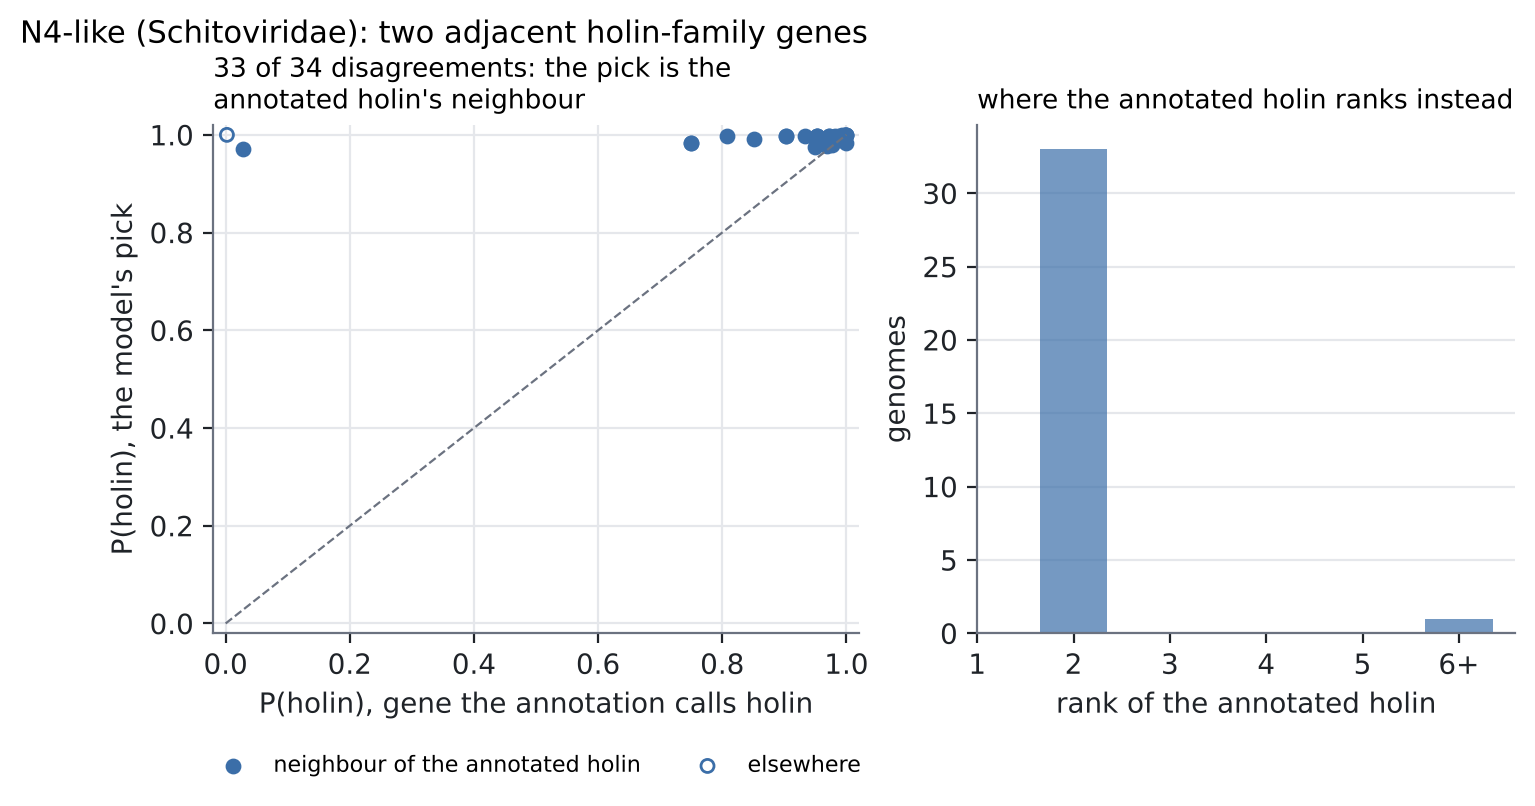 N4-like (Schitoviridae): two adjacent holin-family genes
33 of 34 disagreements: the pick is the
annotated holin's neighbour
P(holin), the model's pick
1.0
0.8
0.6
0.4
0.2
0.0
0.0 0.2 0.4 0.6 0.8 1.0
P(holin), gene the annotation calls holin
neighbour of the annotated holin
elsewhere
where the annotated holin ranks instead
genomes
30
25
20
15
10
5
0
1 2 3 4 5 6+
rank of the annotated holin